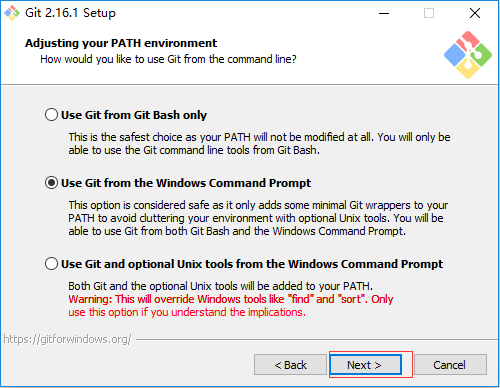 Git 2.16.1 Setup
Adjusting your PATH environment
How would you like to use Git from the command line?
Use Git from Git Bash only
This is the safest choice as your PATH will not be modified at all. You will only be
able to use the Git command line tools from Git Bash.
Use Git from the Windows Command Prompt
This option is considered safe as it only adds some minimal Git wrappers to your
PATH to avoid cluttering your environment with optional Unix tools. You will be
able to use Git from both Git Bash and the Windows Command Prompt.
Use Git and optional Unix tools from the Windows Command Prompt
Both Git and the optional Unix tools will be added to your PATH.
Warning: This will override Windows tools like "find" and "sort". Only
use this option if you understand the implications.
https://gitforwindows.org/
< Back
Next >
Cancel